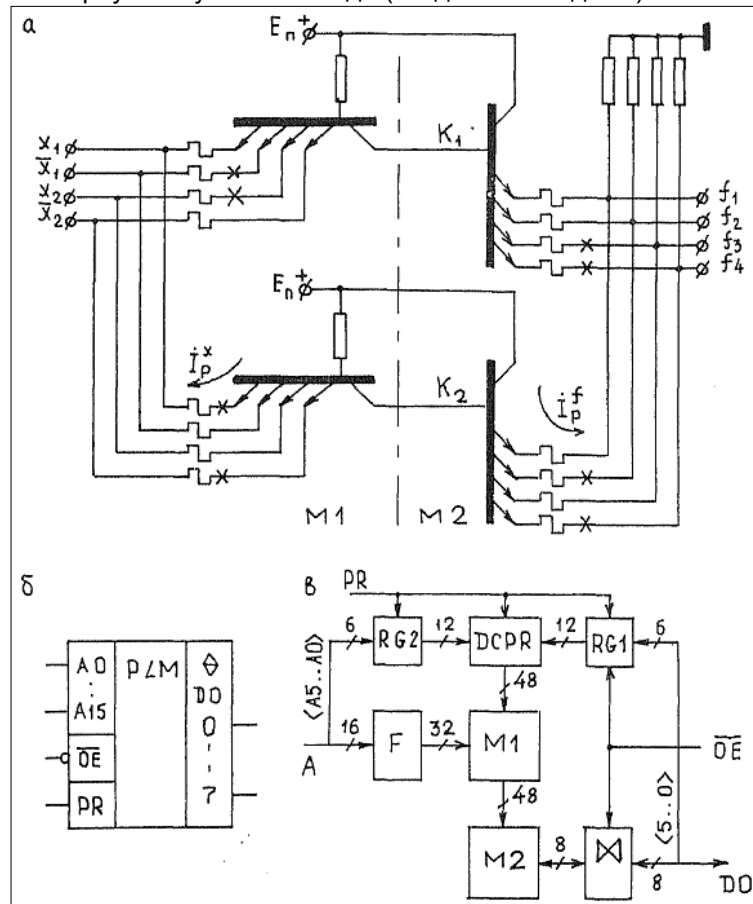 а
Eп +
x1
x̄1
x2
x̄2
K1
f1
f2
f3
f4
Eп +
İpˣ
K2
İpᶠ
M1
M2
б
A0
⋮
A15
OE
PR
PLM
DO
0
7
в
PR
6
RG2
12
DCPR
12
RG1
6
<A5..A0>
48
16
F
32
M1
OE
A
48
<5..0>
M2
8
8
DO